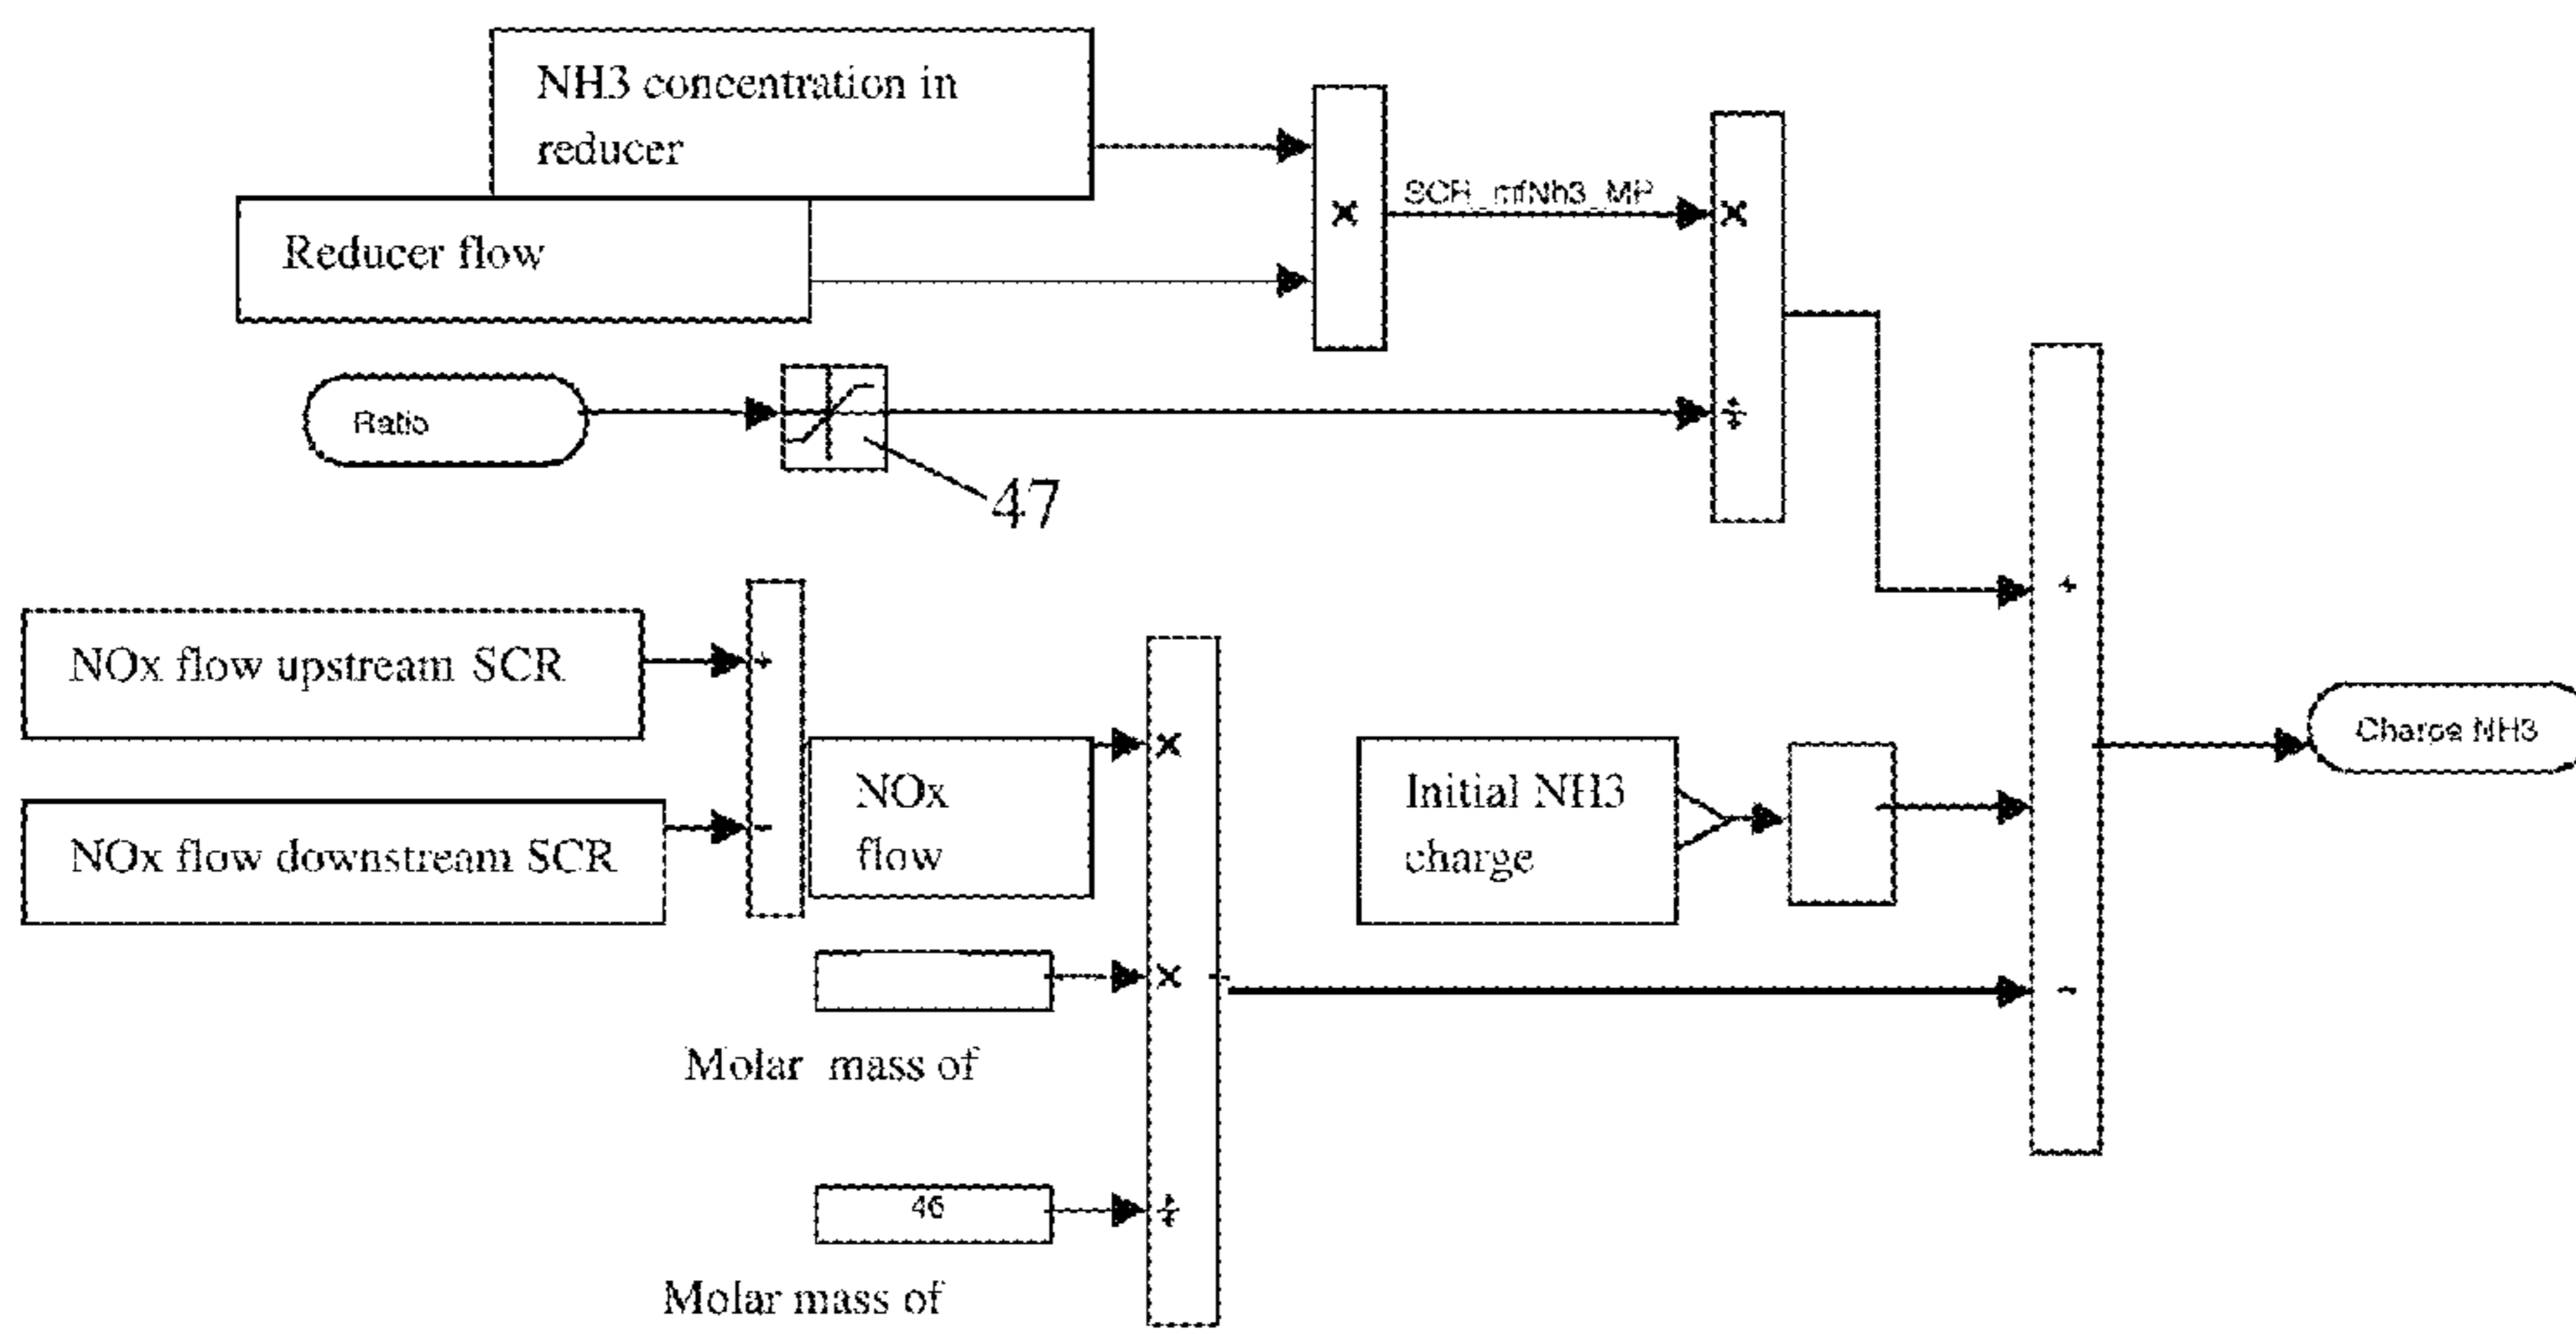 NH3 concentration in
reducer
Reducer flow
SCR_mfNh3_MP
×
×
Ratio
÷
47
+
NOx flow upstream SCR
+
NOx flow downstream SCR
-
NOx
flow
×
Initial NH3
charge
Charge NH3
×
-
Molar mass of
46
÷
Molar mass of